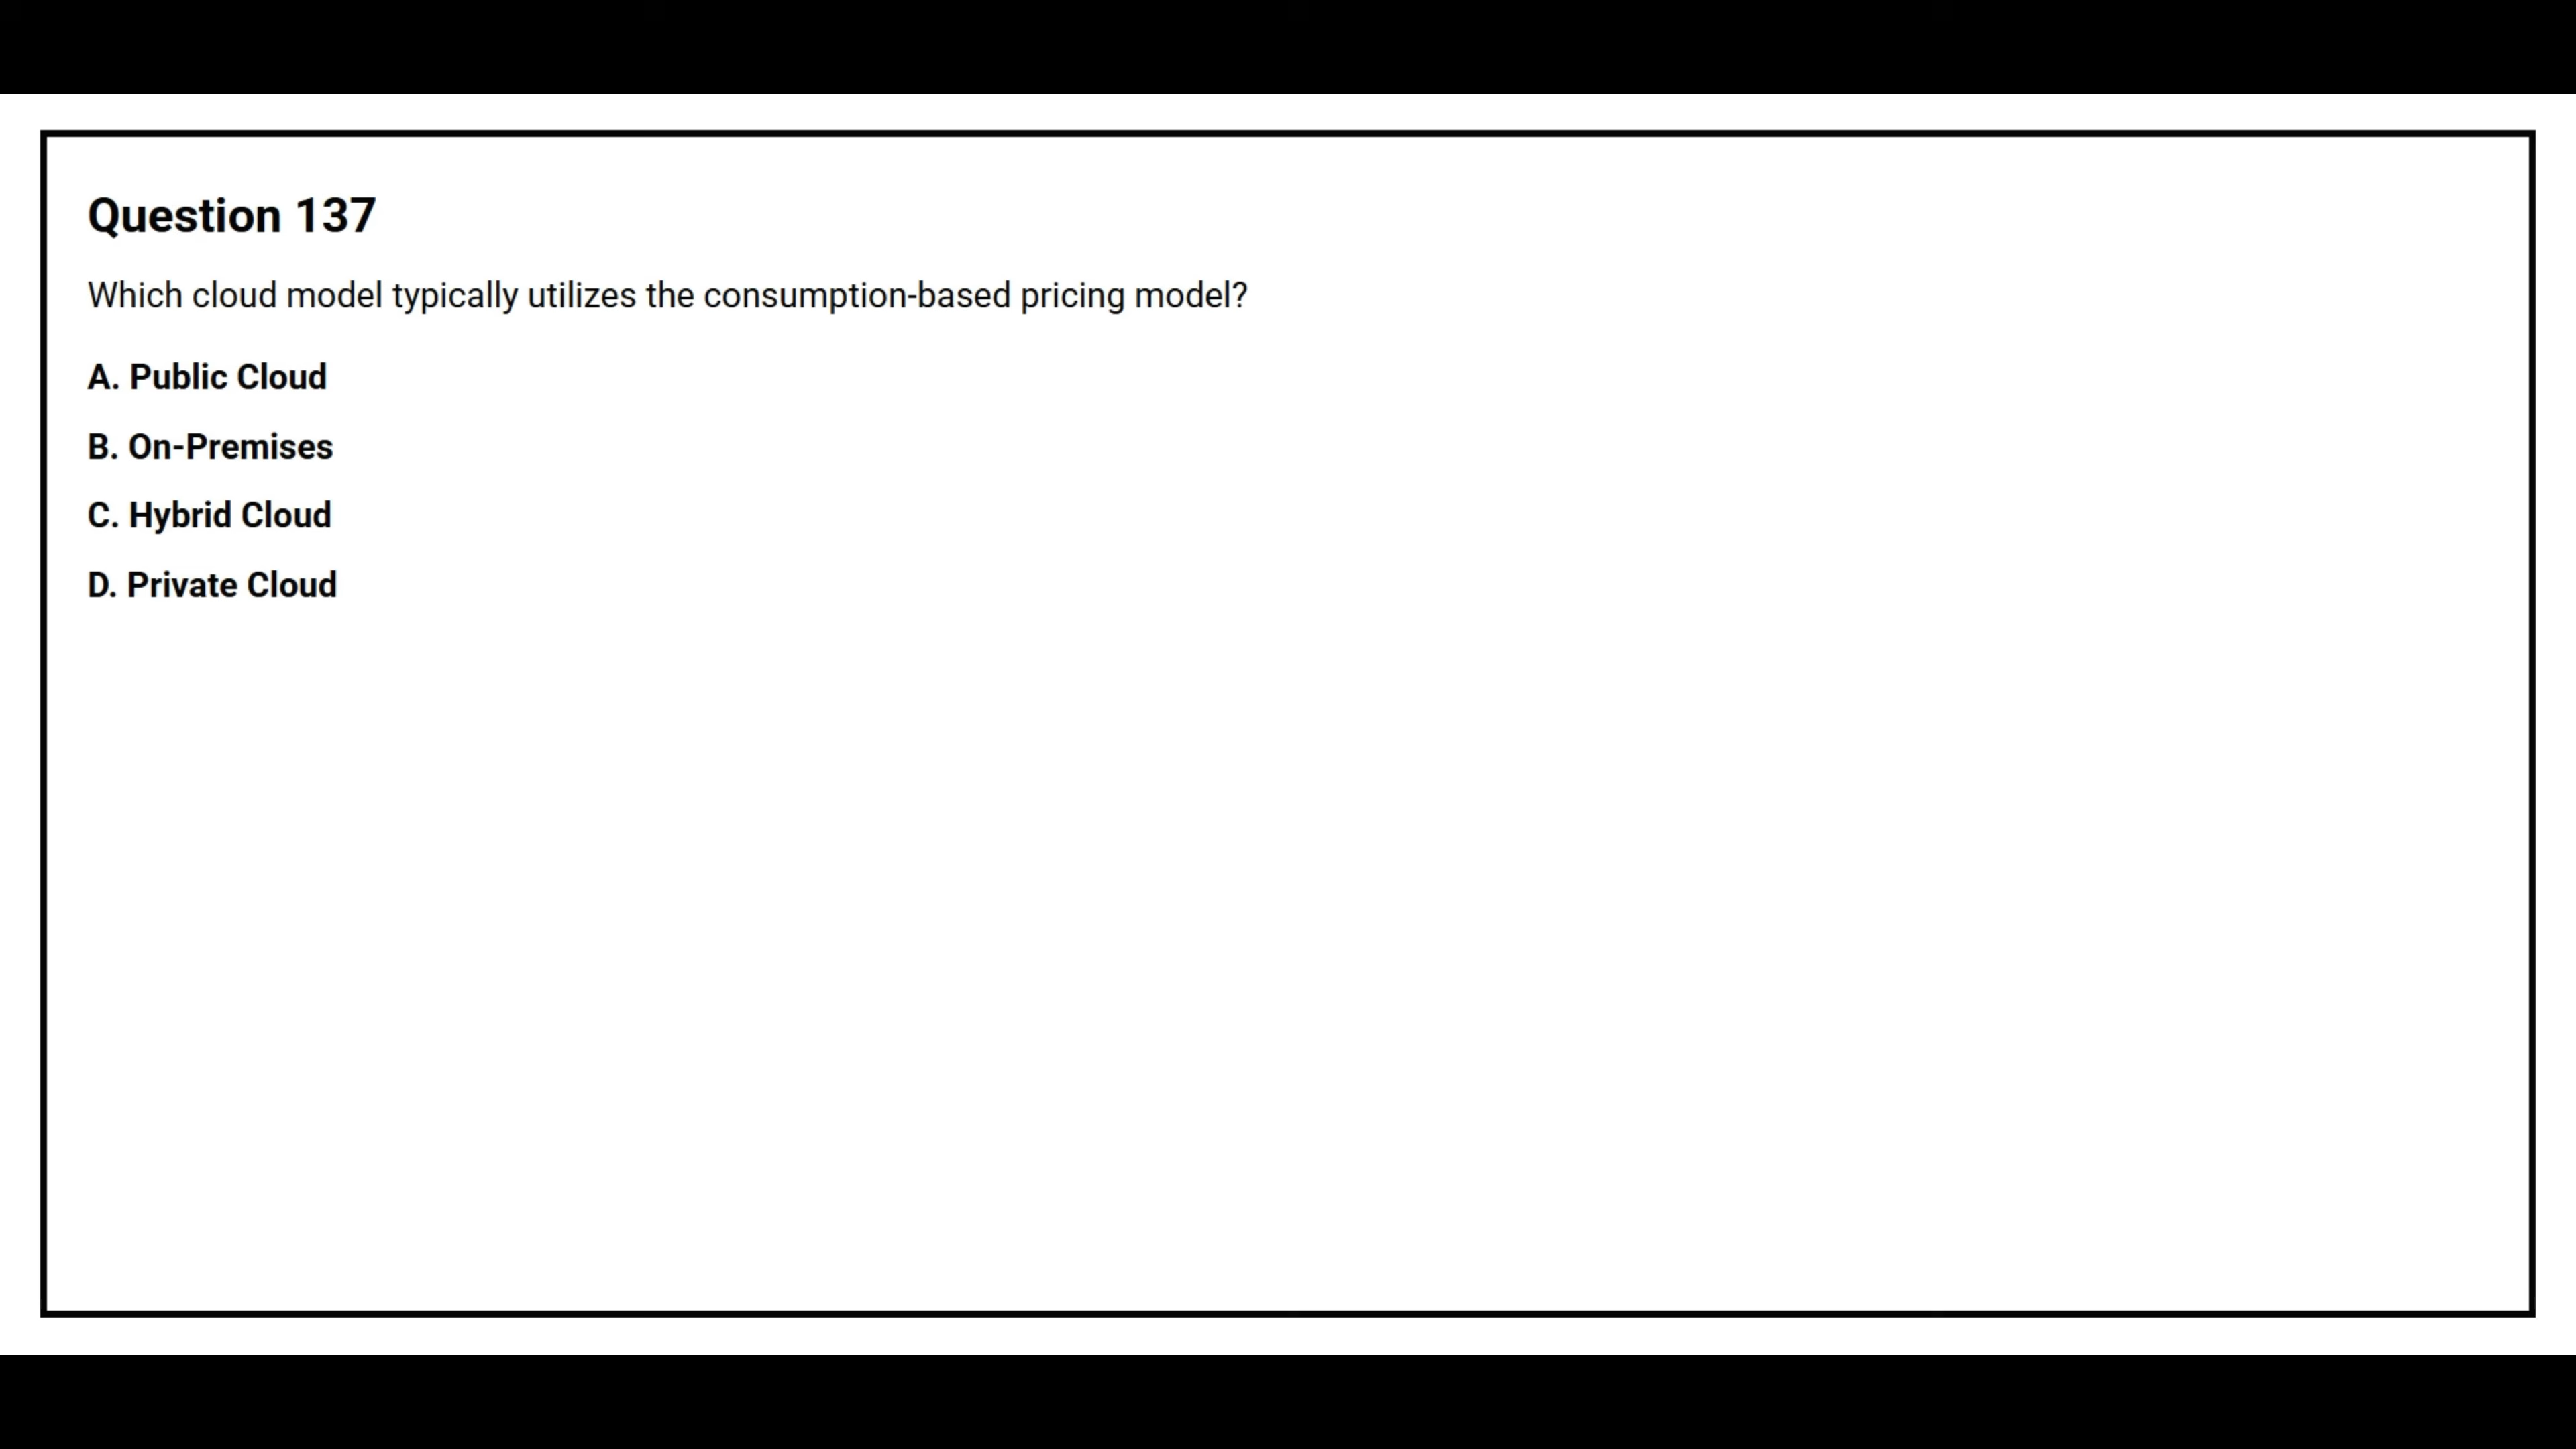 Question 137
Which cloud model typically utilizes the consumption-based pricing model?
A. Public Cloud
B. On-Premises
C. Hybrid Cloud
D. Private Cloud